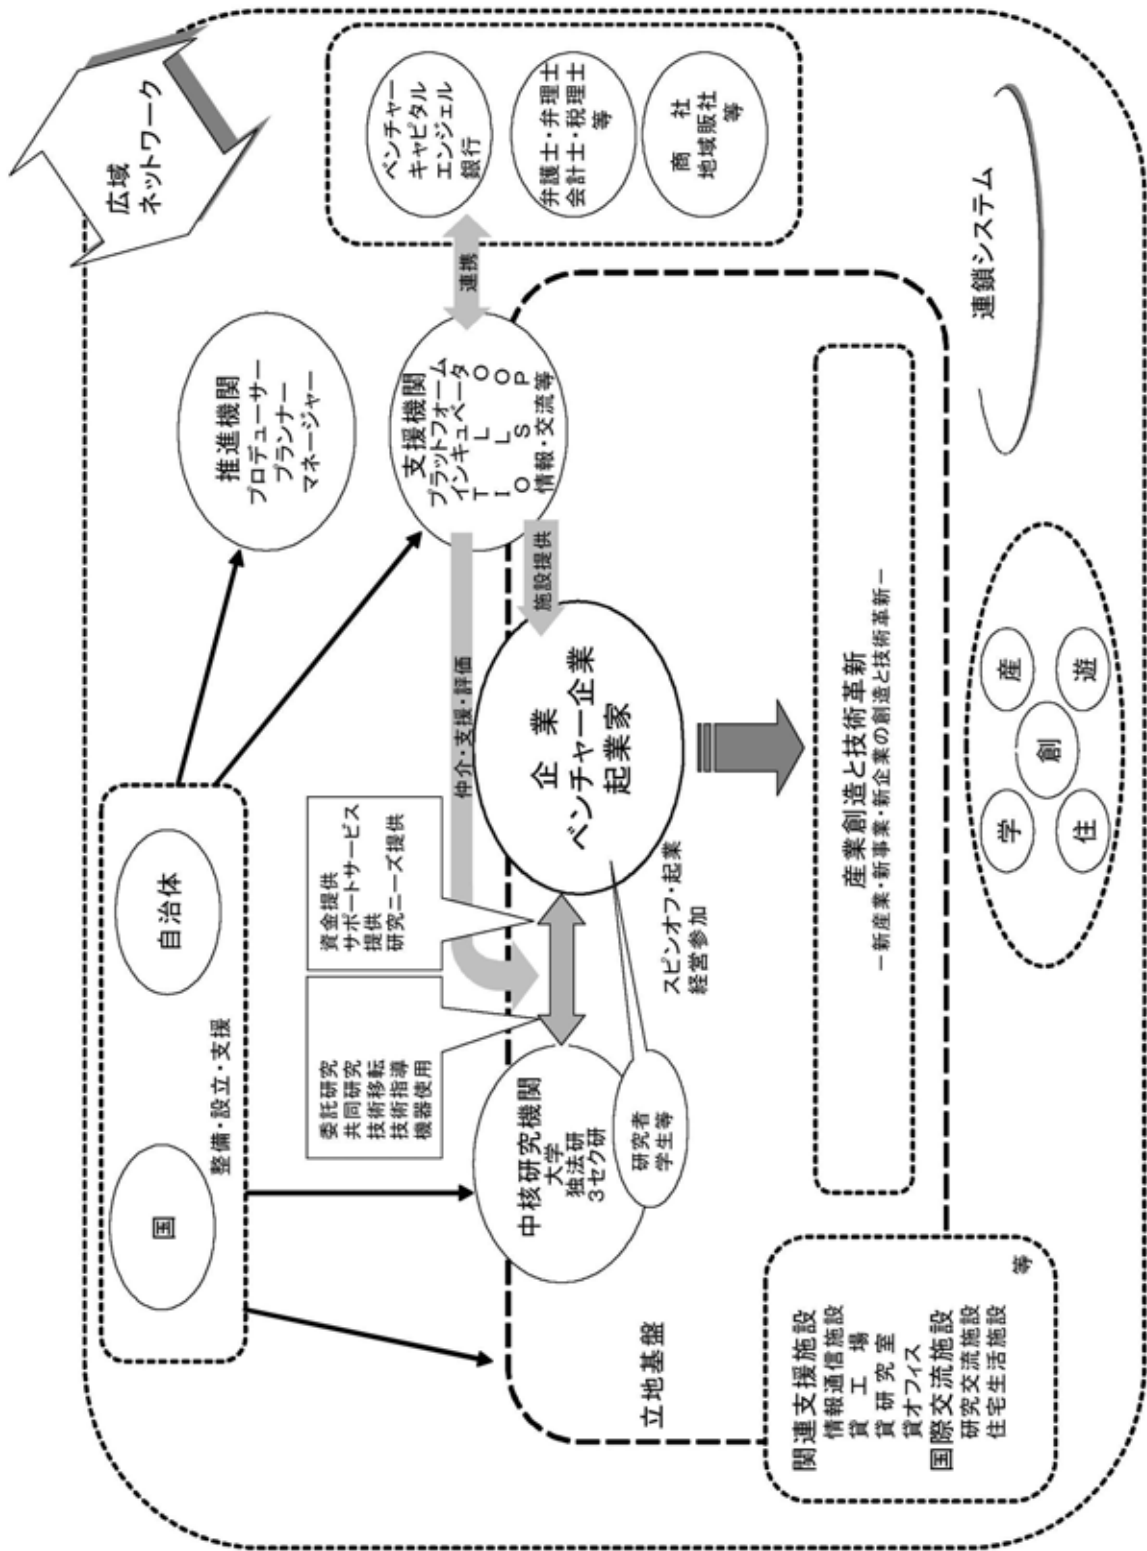 広域
ネットワーク
国
自治体
整備・設立・支援
推進機関
プロデューサー
プランナー
マネージャー
支援機関
プラットフォーム
インキュベータ
TLO
ILO
OSP
情報・交流等
連携
ベンチャー
キャピタル
エンジェル
銀行
弁護士・弁理士
会計士・税理士
等
商　社
地域販社
等
委託研究
共同研究
技術移転
技術指導
機器使用
資金提供
サポートサービス
提供
研究ニーズ提供
仲介・支援・評価
施設提供
中核研究機関
大学
独法研
3セク研
研究者
学生等
企　業
ベンチャー企業
起業家
スピンオフ・起業
経営参加
立地基盤
産業創造と技術革新
－新産業・新事業・新企業の創造と技術革新－
関連支援施設
情報通信施設
貸　工　場
貸　研　究　室
貸オフィス
国際交流施設
研究交流施設
住宅生活施設
等
学
産
創
住
遊
連鎖システム